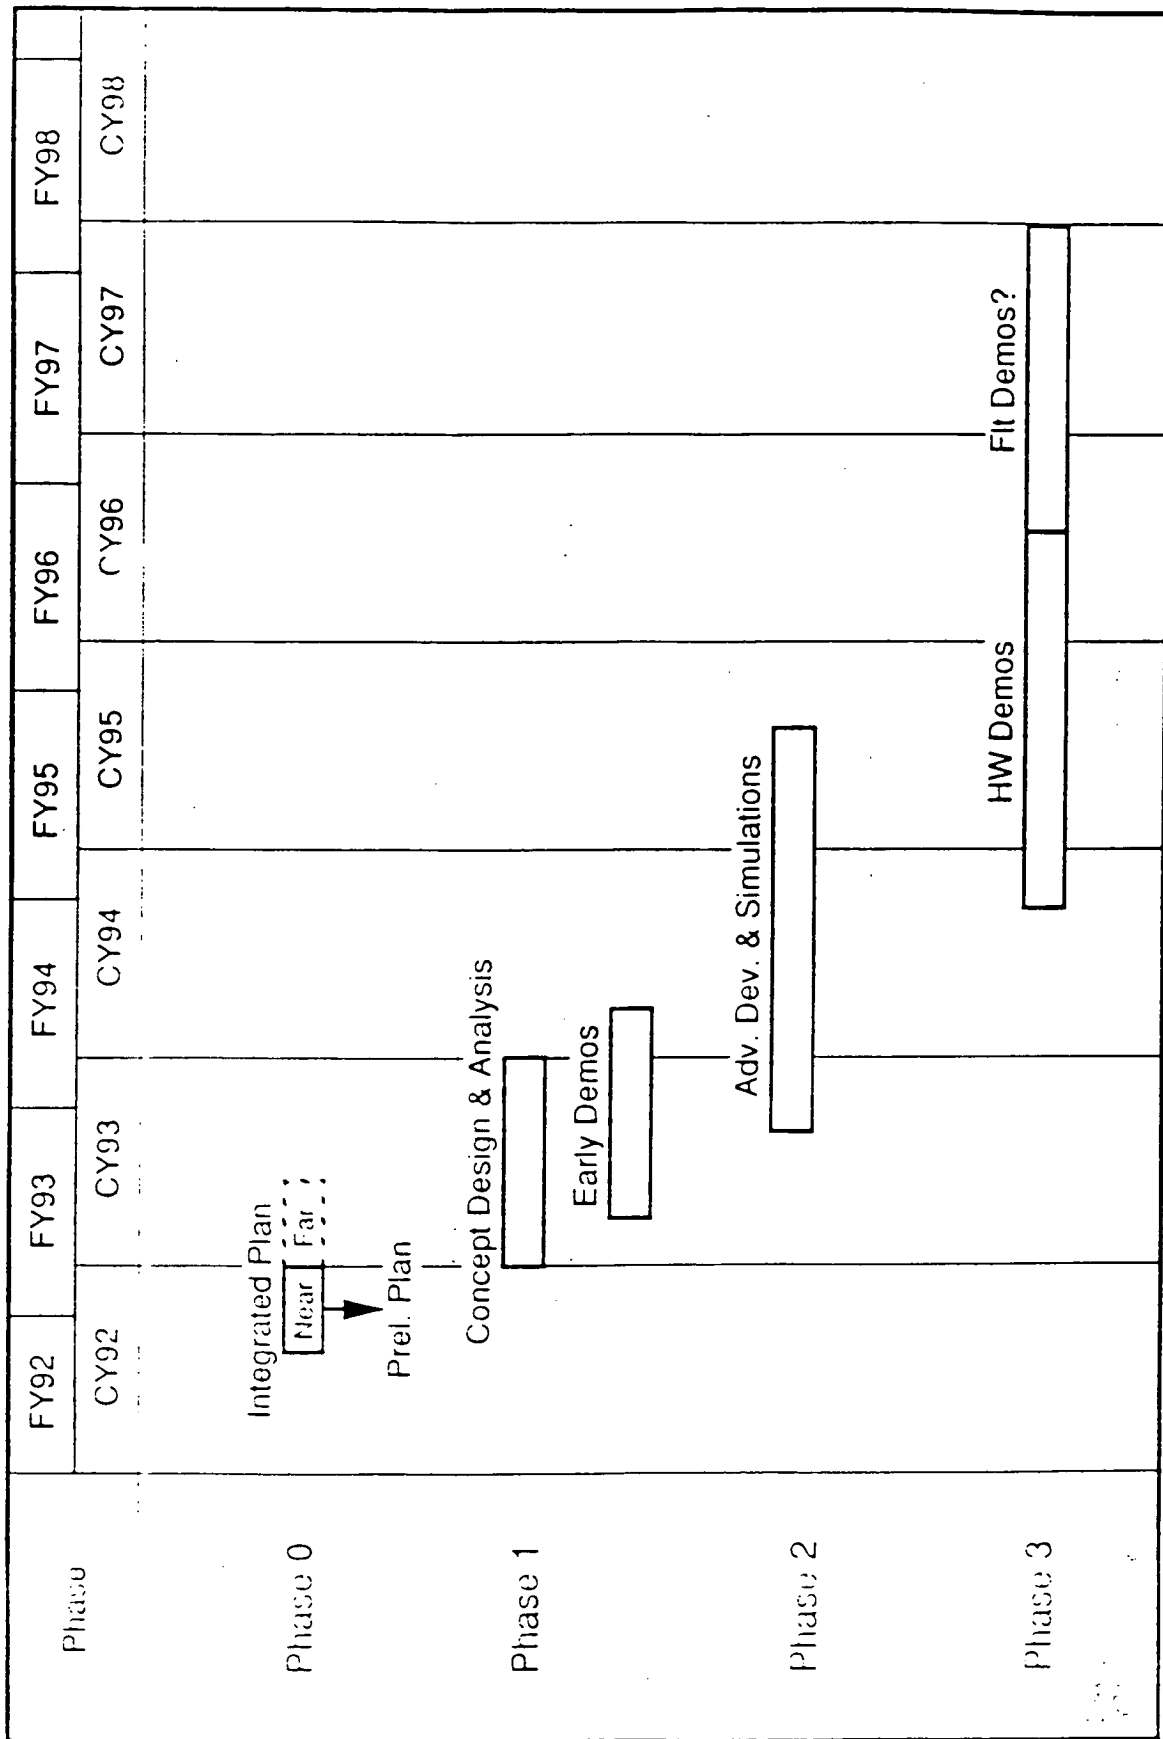 FY92 FY93 FY94 FY95 FY96 FY97 FY98
Phase CY92 CY93 CY94 CY95 CY96 CY97 CY98
Integrated Plan
Phase 0 Near Far
Prel. Plan
Concept Design & Analysis
Phase 1
Early Demos
Adv. Dev. & Simulations
Phase 2
HW Demos Flt Demos?
Phase 3